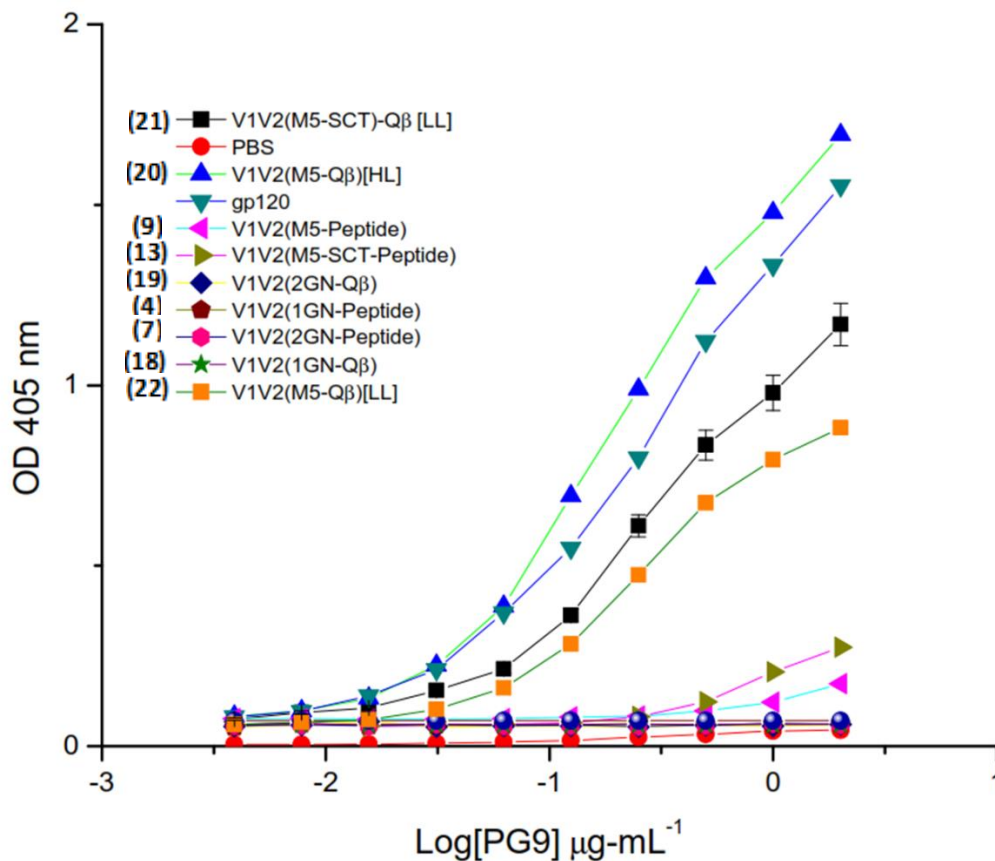 2
(21) V1V2(M5-SCT)-Qβ [LL]
PBS
(20) V1V2(M5-Qβ)[HL]
gp120
(9) V1V2(M5-Peptide)
(13) V1V2(M5-SCT-Peptide)
(19) V1V2(2GN-Qβ)
(4) V1V2(1GN-Peptide)
(7) V1V2(2GN-Peptide)
(18) V1V2(1GN-Qβ)
(22) V1V2(M5-Qβ)[LL]
1
OD 405 nm
0
-3 -2 -1 0 1
Log[PG9] μg-mL⁻¹